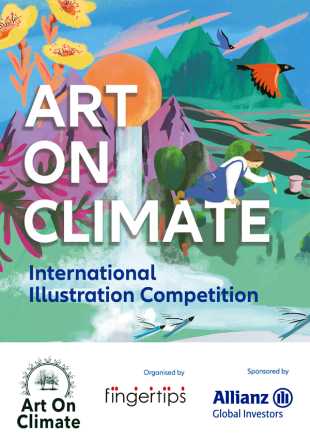 ART
ON
CLIMATE
International
Illustration Competition
Art On
Climate
Organised by
fingertips
Sponsored by
Allianz
Global Investors